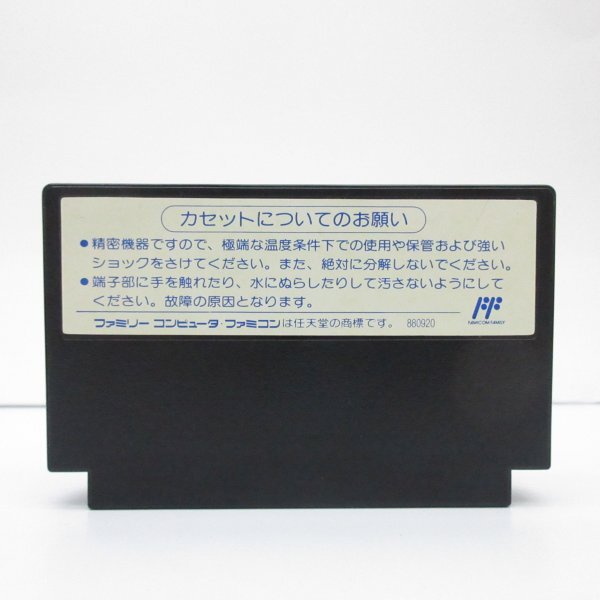 カセットについてのお願い
●精密機器ですので、極端な温度条件下での使用や保管および強い
ショックをさけてください。また、絶対に分解しないでください。
●端子部に手を触れたり、水にぬらしたりして汚さないようにして
ください。故障の原因となります。
FAMICOM FAMILY
ファミリー コンピュータ・ファミコンは任天堂の商標です。 880920